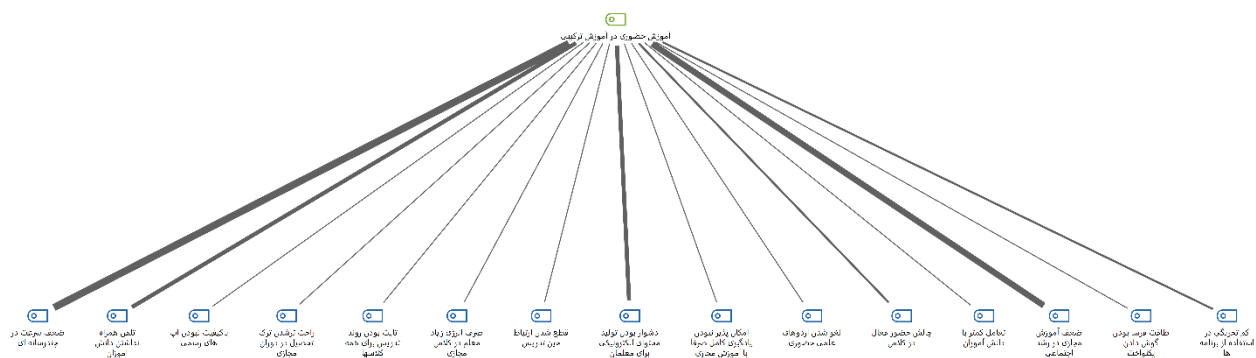 آموزش حضوری در آموزش ترکیبی
ضعف سرعت در
چندرسانه ای
تلفن همراه
نداشتن دانش
آموزان
باکیفیت نبودن اپ
های رسمی
راحت ترشدن ترک
تحصیل در دوران
مجازی
ثابت بودن روند
تدریس برای همه
کلاسها
صرف انرژی زیاد
معلم در کلاس
مجازی
قطع شدن ارتباط
حین تدریس
دشوار بودن تولید
محتوای الکترونیکی
برای معلمان
امکان پذیر نبودن
یادگیری کامل صرفا
با موزش مجازی
لغو شدن اردوهای
علمی حضوری
چالش حضور فعال
در کلاس
تعامل کمتر با
دانش آموزان
ضعف آموزش
مجازی در رشد
اجتماعی
طاقت فرسا بودن
گوش دادن
یکنواخت
کم تحرکی در
ستفاده از برنامه
ها